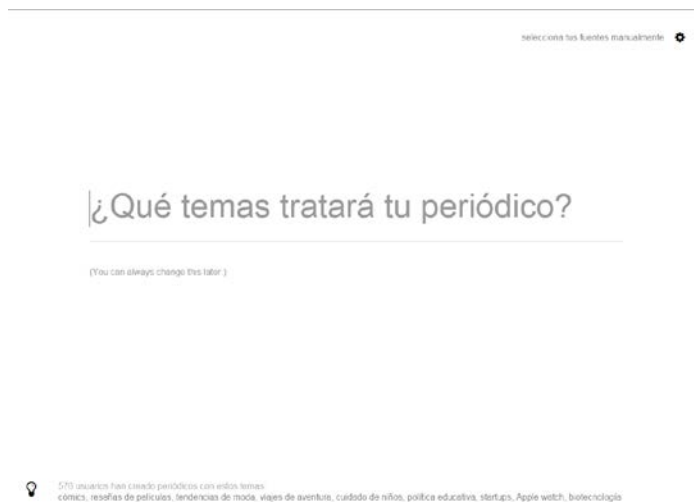 selecciona tus fuentes manualmente
¿Qué temas tratará tu periódico?
(You can always change this later.)
578 usuarios han creado periódicos con estos temas:
cómics, reseñas de películas, tendencias de moda, viajes de aventura, cuidado de niños, política educativa, startups, Apple watch, biotecnología